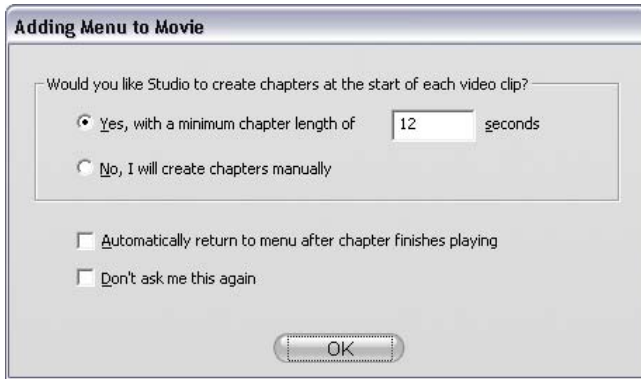 Adding Menu to Movie
Would you like Studio to create chapters at the start of each video clip?
Yes, with a minimum chapter length of 12 seconds
No, I will create chapters manually
Automatically return to menu after chapter finishes playing
Don't ask me this again
OK